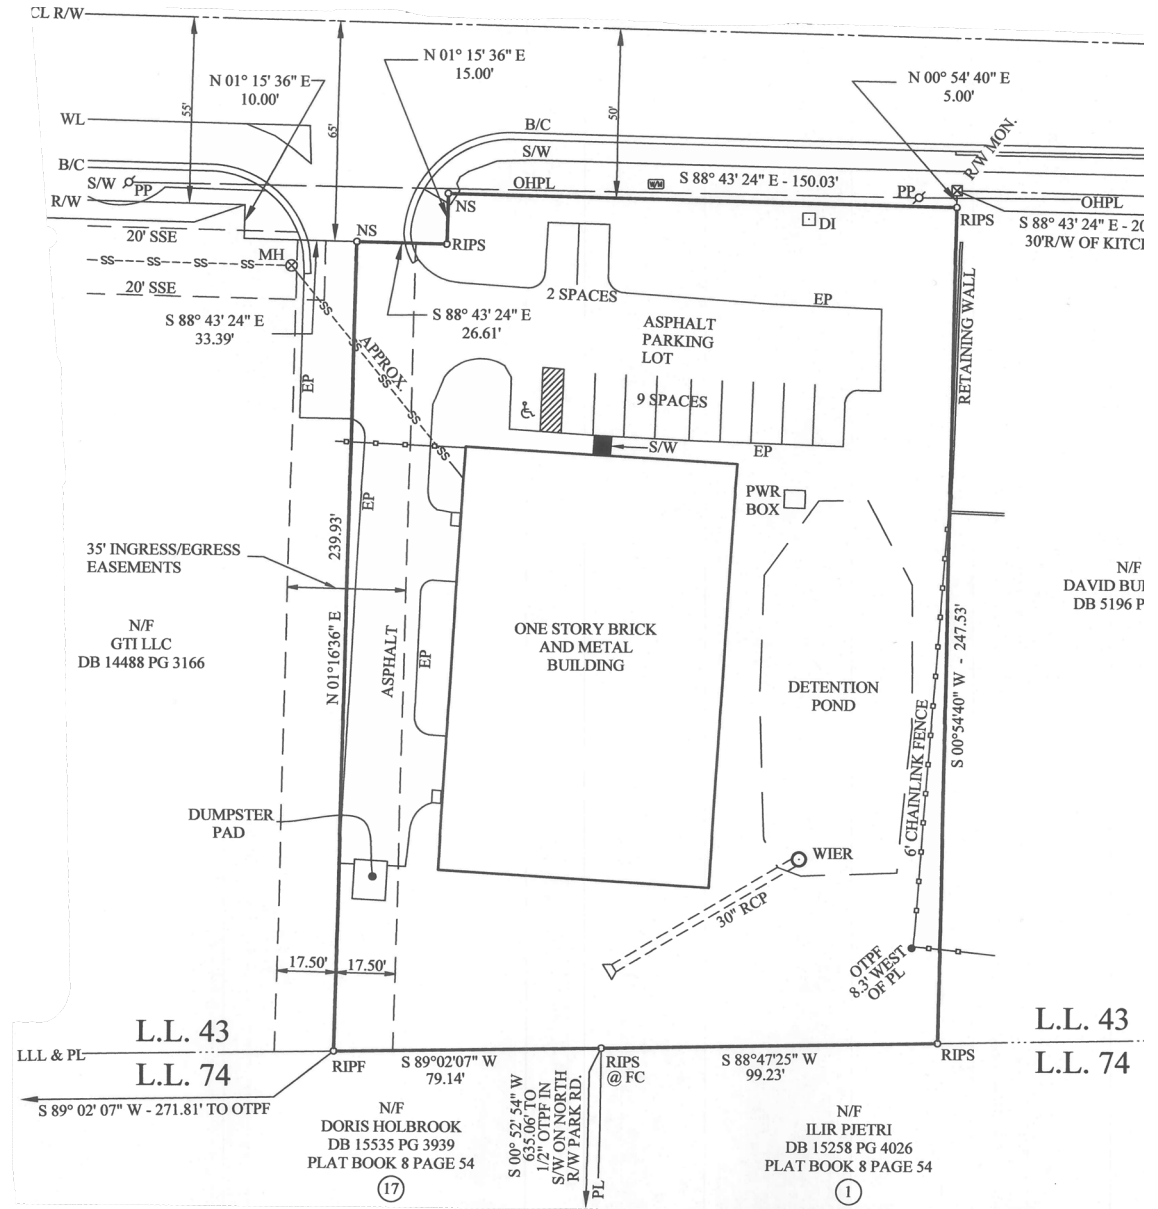 CL R/W
N 01° 15' 36" E
10.00'
N 01° 15' 36" E
15.00'
N 00° 54' 40" E
5.00'
55'
65'
50'
WL
B/C
S/W
PP
R/W
B/C
S/W
OHPL
S 88° 43' 24" E - 150.03'
R/W MON.
PP
OHPL
RIPS
S 88° 43' 24" E - 20
30'R/W OF KITCH
NS
NS
RIPS
DI
20' SSE
SS SS SS SS
MH
20' SSE
S 88° 43' 24" E
33.39'
S 88° 43' 24" E
26.61'
2 SPACES
EP
ASPHALT
PARKING
LOT
RETAINING WALL
SS
SS
APPROX.
SS
SS
SS
EP
9 SPACES
S/W
EP
PWR
BOX
EP
239.93'
N 01°16'36" E
35' INGRESS/EGRESS
EASEMENTS
N/F
GTI LLC
DB 14488 PG 3166
ASPHALT
EP
ONE STORY BRICK
AND METAL
BUILDING
DETENTION
POND
6' CHAINLINK FENCE
S 00°54'40" W - 247.53'
N/F
DAVID BUI
DB 5196 P
DUMPSTER
PAD
WIER
30" RCP
OTPF
8.3' WEST
OF PL
17.50'
17.50'
L.L. 43
L.L. 43
LLL & PL
L.L. 74
L.L. 74
RIPF
S 89°02'07" W
79.14'
RIPS
@ FC
S 88°47'25" W
99.23'
RIPS
S 89° 02' 07" W - 271.81' TO OTPF
N/F
DORIS HOLBROOK
DB 15535 PG 3939
PLAT BOOK 8 PAGE 54
17
S 00° 52' 54" W
635.06' TO
1/2" OTPF IN
S/W ON NORTH
R/W PARK RD.
PL
N/F
ILIR PJETRI
DB 15258 PG 4026
PLAT BOOK 8 PAGE 54
1